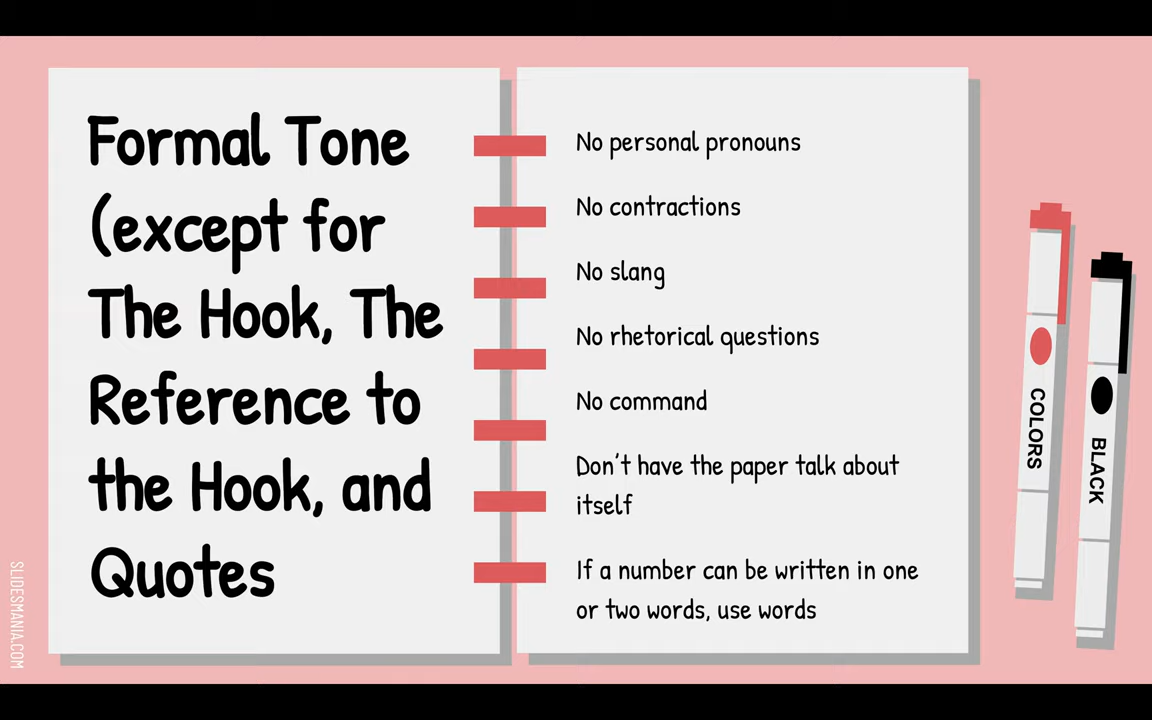 Formal Tone
(except for
The Hook, The
Reference to
the Hook, and
Quotes
No personal pronouns
No contractions
No slang
No rhetorical questions
No command
Don't have the paper talk about
itself
If a number can be written in one
or two words, use words
COLORS
BLACK
SLIDESMANIA.COM